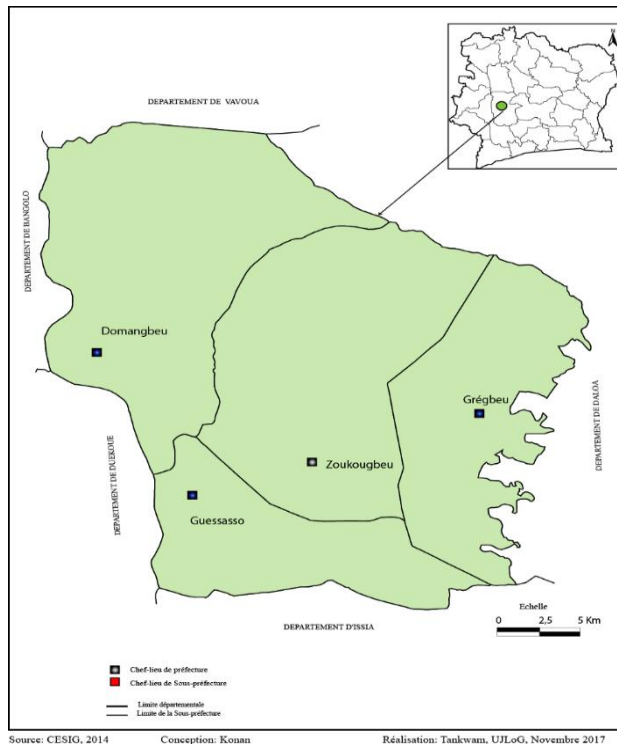 N
DEPARTEMENT DE VAVOUA
DEPARTEMENT DE BANGOLO
Domangbeu
Grégbeu
DEPARTEMENT DE DALOA
DEPARTEMENT DE DUEKOUE
Zoukougbeu
Guessasso
Echelle
0 2,5 5 Km
DEPARTEMENT D'ISSIA
Chef-lieu de préfecture
Chef-lieu de Sous-préfecture
Limite départementale
Limite de la Sous-préfecture
Source: CESIG, 2014 Conception: Konan Réalisation: Tankwam, UJLoG, Novembre 2017